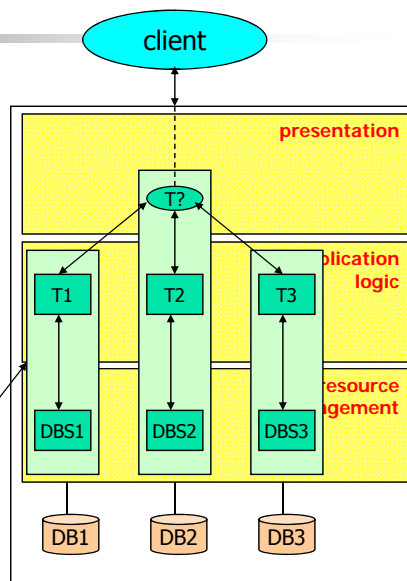 client
presentation
T?
plication
logic
T1
T2
T3
resource
agement
DBS1
DBS2
DBS3
DB1
DB2
DB3